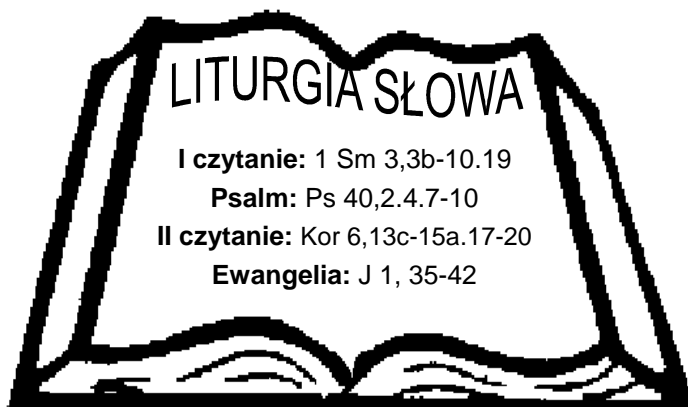 LITURGIA SŁOWA
I czytanie: 1 Sm 3,3b-10.19
Psalm: Ps 40,2.4.7-10
II czytanie: Kor 6,13c-15a.17-20
Ewangelia: J 1, 35-42